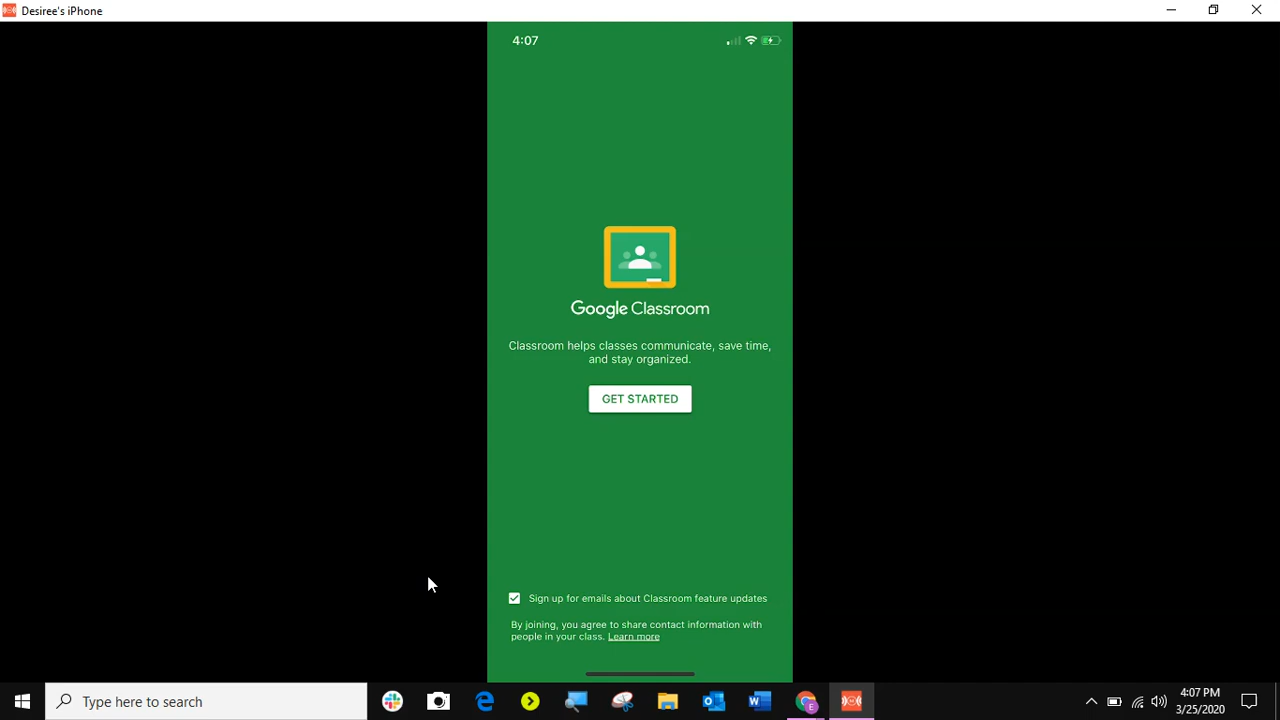 Desiree's iPhone
4:07
Google Classroom
Classroom helps classes communicate, save time,
and stay organized.
GET STARTED
Sign up for emails about Classroom feature updates
By joining, you agree to share contact information with
people in your class. Learn more
Type here to search
W
E
4:07 PM
3/25/2020